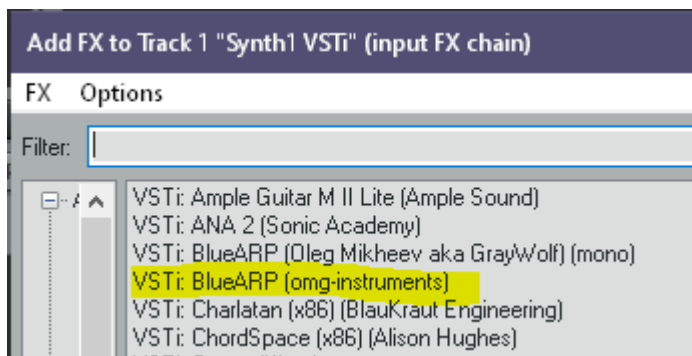 Add FX to Track 1 "Synth1 VSTi" (input FX chain)
FX Options
Filter:
VSTi: Ample Guitar M II Lite (Ample Sound)
VSTi: ANA 2 (Sonic Academy)
VSTi: BlueARP (Oleg Mikheev aka GrayWolf) (mono)
VSTi: BlueARP (omg-instruments)
VSTi: Charlatan (x86) (BlauKraut Engineering)
VSTi: ChordSpace (x86) (Alison Hughes)